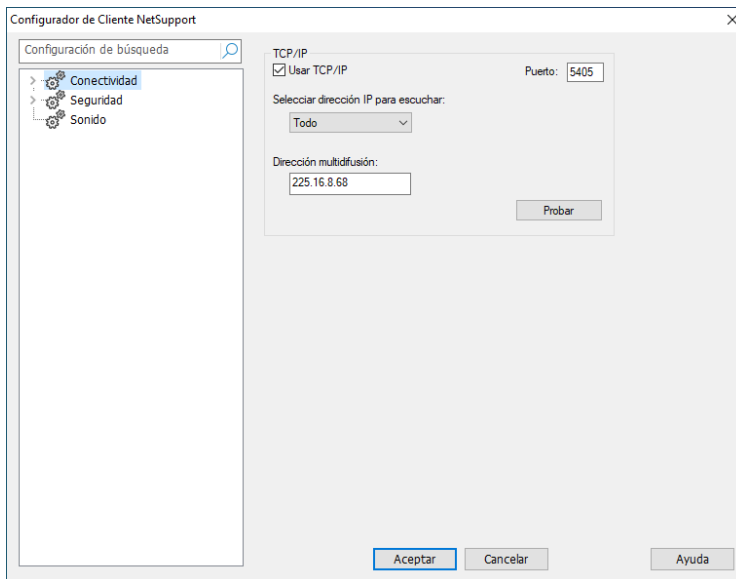 Configurador de Cliente NetSupport
Configuración de búsqueda
Conectividad
Seguridad
Sonido
TCP/IP
Usar TCP/IP
Puerto: 5405
Selecciar dirección IP para escuchar:
Todo
Dirección multidifusión:
225.16.8.68
Probar
Aceptar
Cancelar
Ayuda